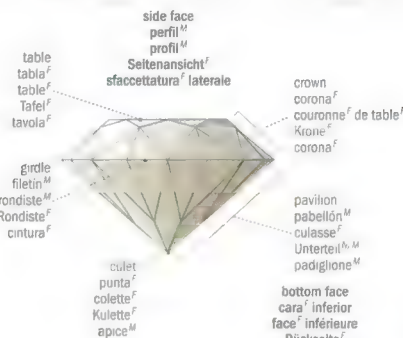 side face
perfil M
profil M
Seitenansicht F
sfaccettatura F laterale
table
tabla F
table F
Tafel F
tavola F
crown
corona F
couronne F de table F
Krone F
corona F
girdle
filetín M
rondiste M
Rondiste F
cintura F
pavilion
pabellón M
culasse F
Unterteil N, M
padiglione M
culet
punta F
colette F
Kulette F
apice M
bottom face
cara F inferior
face F inférieure